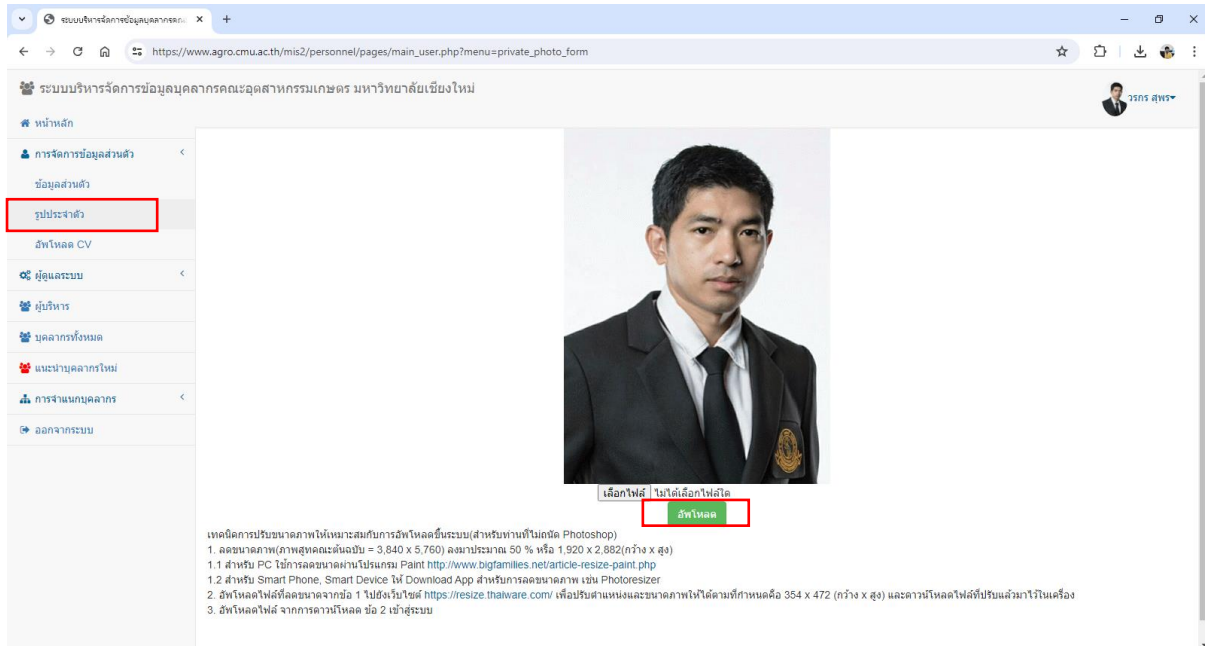 ระบบบริหารจัดการข้อมูลบุคลากรคณะ
https://www.agro.cmu.ac.th/mis2/personnel/pages/main_user.php?menu=private_photo_form
ระบบบริหารจัดการข้อมูลบุคลากรคณะอุตสาหกรรมเกษตร มหาวิทยาลัยเชียงใหม่
วรกร สุพร
หน้าหลัก
การจัดการข้อมูลส่วนตัว
ข้อมูลส่วนตัว
รูปประจำตัว
อัพโหลด CV
ผู้ดูแลระบบ
ผู้บริหาร
บุคลากรทั้งหมด
แนะนำบุคลากรใหม่
การจำแนกบุคลากร
ออกจากระบบ
เลือกไฟล์ ไม่ได้เลือกไฟล์ใด
อัพโหลด
เทคนิคการปรับขนาดภาพให้เหมาะสมกับการอัพโหลดขึ้นระบบ(สำหรับท่านที่ไม่ถนัด Photoshop)
1. ลดขนาดภาพ(ภาพสูทคณะต้นฉบับ = 3,840 x 5,760) ลงมาประมาณ 50 % หรือ 1,920 x 2,882(กว้าง x สูง)
1.1 สำหรับ PC ใช้การลดขนาดผ่านโปรแกรม Paint http://www.bigfamilies.net/article-resize-paint.php
1.2 สำหรับ Smart Phone, Smart Device ให้ Download App สำหรับการลดขนาดภาพ เช่น Photoresizer
2. อัพโหลดไฟล์ที่ลดขนาดจากข้อ 1 ไปยังเว็บไซต์ https://resize.thaiware.com/ เพื่อปรับตำแหน่งและขนาดภาพให้ได้ตามที่กำหนดคือ 354 x 472 (กว้าง x สูง) และดาวน์โหลดไฟล์ที่ปรับแล้วมาไว้ในเครื่อง
3. อัพโหลดไฟล์ จากการดาวน์โหลด ข้อ 2 เข้าสู่ระบบ